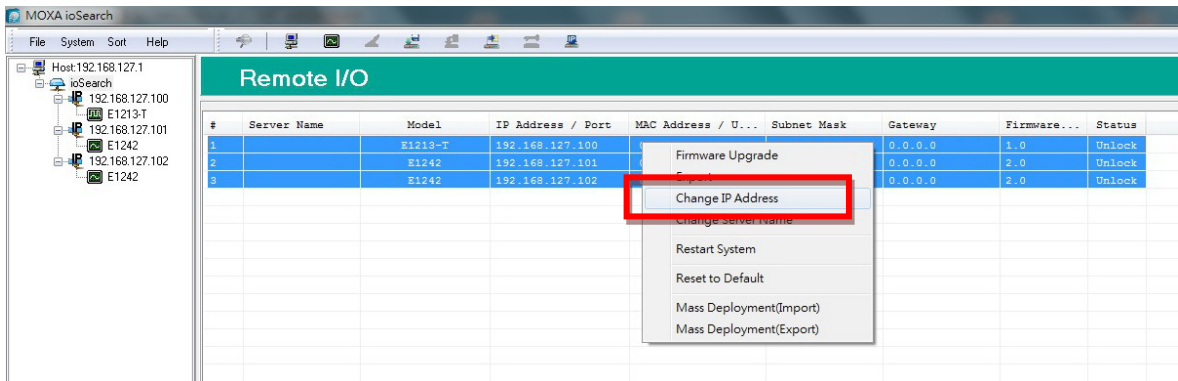 MOXA ioSearch
File System Sort Help
Host:192.168.127.1
ioSearch
192.168.127.100
E1213-T
192.168.127.101
E1242
192.168.127.102
E1242
Remote I/O
# Server Name Model IP Address / Port MAC Address / U... Subnet Mask Gateway Firmware... Status
1 E1213-T 192.168.127.100 0.0.0.0 1.0 Unlock
2 E1242 192.168.127.101 0.0.0.0 2.0 Unlock
3 E1242 192.168.127.102 0.0.0.0 2.0 Unlock
Firmware Upgrade
Export
Change IP Address
Change Server Name
Restart System
Reset to Default
Mass Deployment(Import)
Mass Deployment(Export)